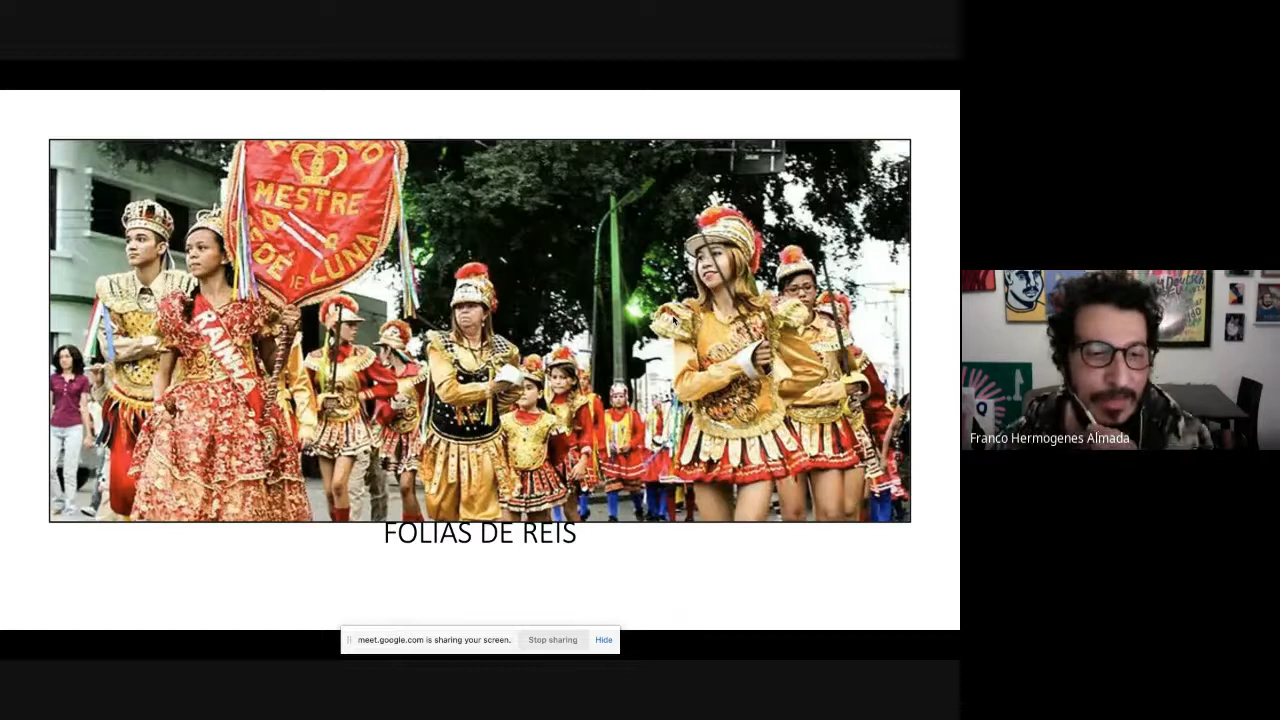 MESTRE
DE LUNA
RAINHA
FOLIAS DE REIS
meet.google.com is sharing your screen.
Stop sharing
Hide
Franco Hermogenes Almada